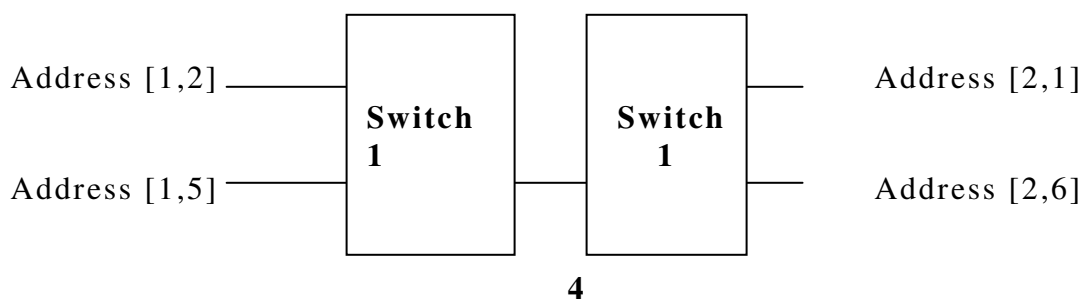 Address [1,2]
Address [2,1]
Switch
1
Switch
1
Address [1,5]
Address [2,6]
4